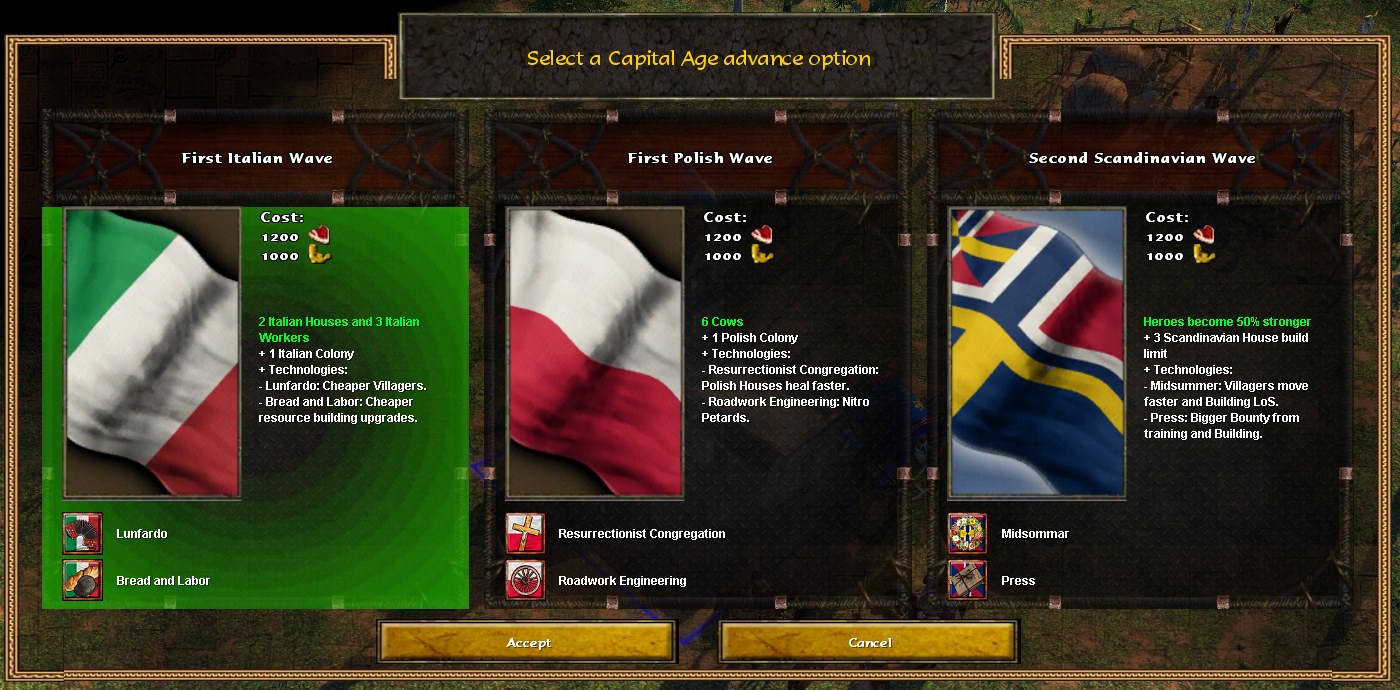 Select a Capital Age advance option
First Italian Wave
Cost:
1200
1000
2 Italian Houses and 3 Italian
Workers
+ 1 Italian Colony
+ Technologies:
- Lunfardo: Cheaper Villagers.
- Bread and Labor: Cheaper
resource building upgrades.
Lunfardo
Bread and Labor
First Polish Wave
Cost:
1200
1000
6 Cows
+ 1 Polish Colony
+ Technologies:
- Resurrectionist Congregation:
Polish Houses heal faster.
- Roadwork Engineering: Nitro
Petards.
Resurrectionist Congregation
Roadwork Engineering
Second Scandinavian Wave
Cost:
1200
1000
Heroes become 50% stronger
+ 3 Scandinavian House build
limit
+ Technologies:
- Midsummer: Villagers move
faster and Building LoS.
- Press: Bigger Bounty from
training and Building.
Midsommar
Press
Accept
Cancel